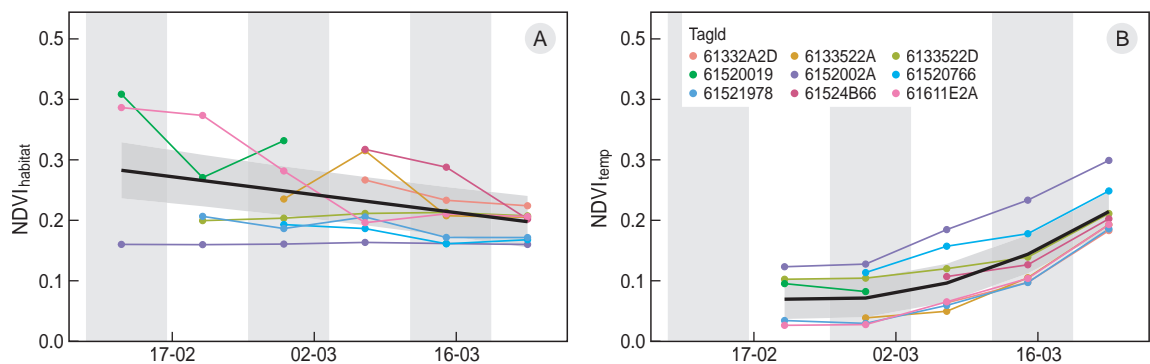 A
0.5
0.3
0.3
0.2
0.1
0.0
NDVIhabitat
17-02
02-03
16-03
B
TagId
61332A2D 6133522A 6133522D
61520019 6152002A 61520766
61521978 61524B66 61611E2A
0.5
0.3
0.3
0.2
0.1
0.0
NDVItemp
17-02
02-03
16-03